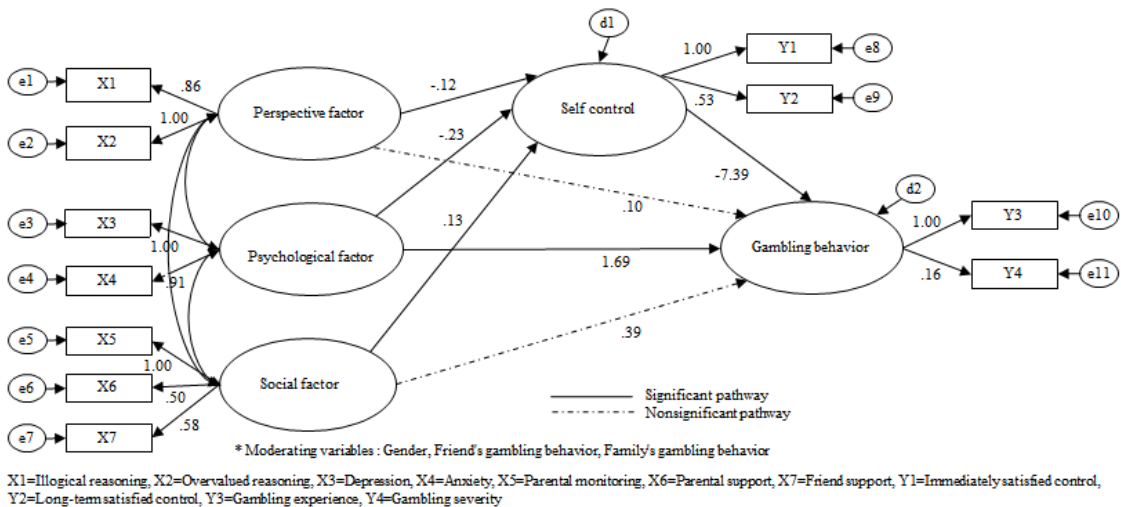 d1
e1
X1
.86
1.00
e2
X2
Perspective factor
-.12
Self control
1.00
Y1
e8
.53
Y2
e9
-.23
-7.39
d2
.10
e3
X3
1.00
e4
X4
.91
Psychological factor
.13
1.69
Gambling behavior
1.00
Y3
e10
.16
Y4
e11
e5
X5
1.00
e6
X6
.50
e7
X7
.58
Social factor
.39
Significant pathway
Nonsignificant pathway
* Moderating variables : Gender, Friend's gambling behavior, Family's gambling behavior
X1=Illogical reasoning, X2=Overvalued reasoning, X3=Depression, X4=Anxiety, X5=Parental monitoring, X6=Parental support, X7=Friend support, Y1=Immediately satisfied control,
Y2=Long-term satisfied control, Y3=Gambling experience, Y4=Gambling severity